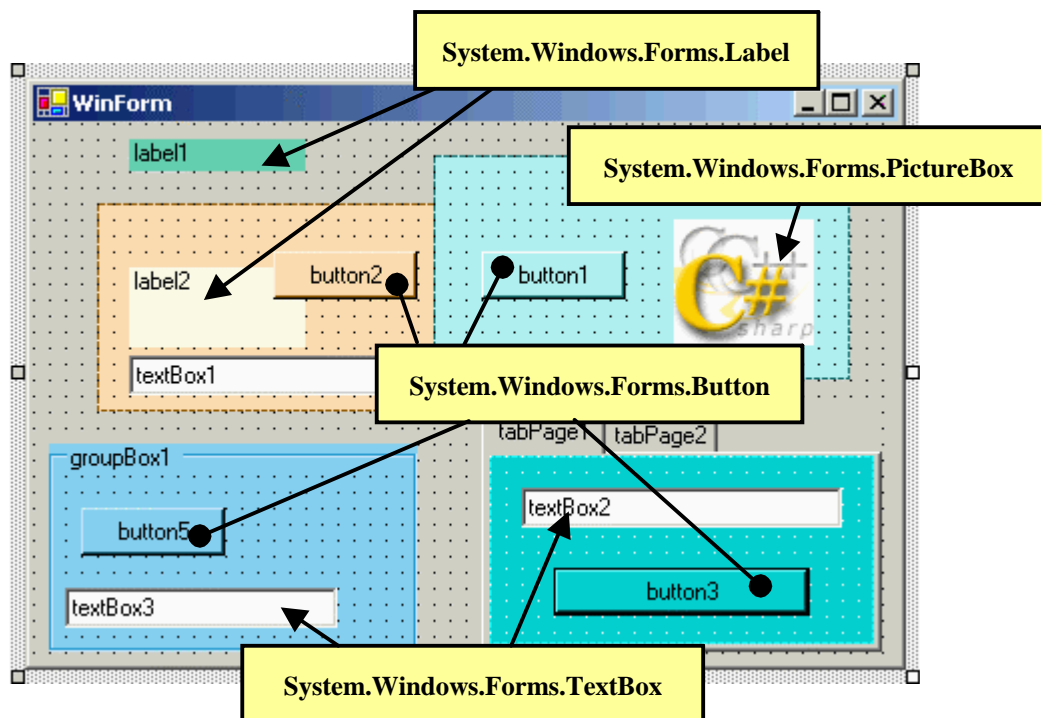 System.Windows.Forms.Label
WinForm
label1
System.Windows.Forms.PictureBox
label2
button2
button1
C#
++
sharp
textBox1
System.Windows.Forms.Button
tabPage1
tabPage2
groupBox1
textBox2
button5
button3
textBox3
System.Windows.Forms.TextBox